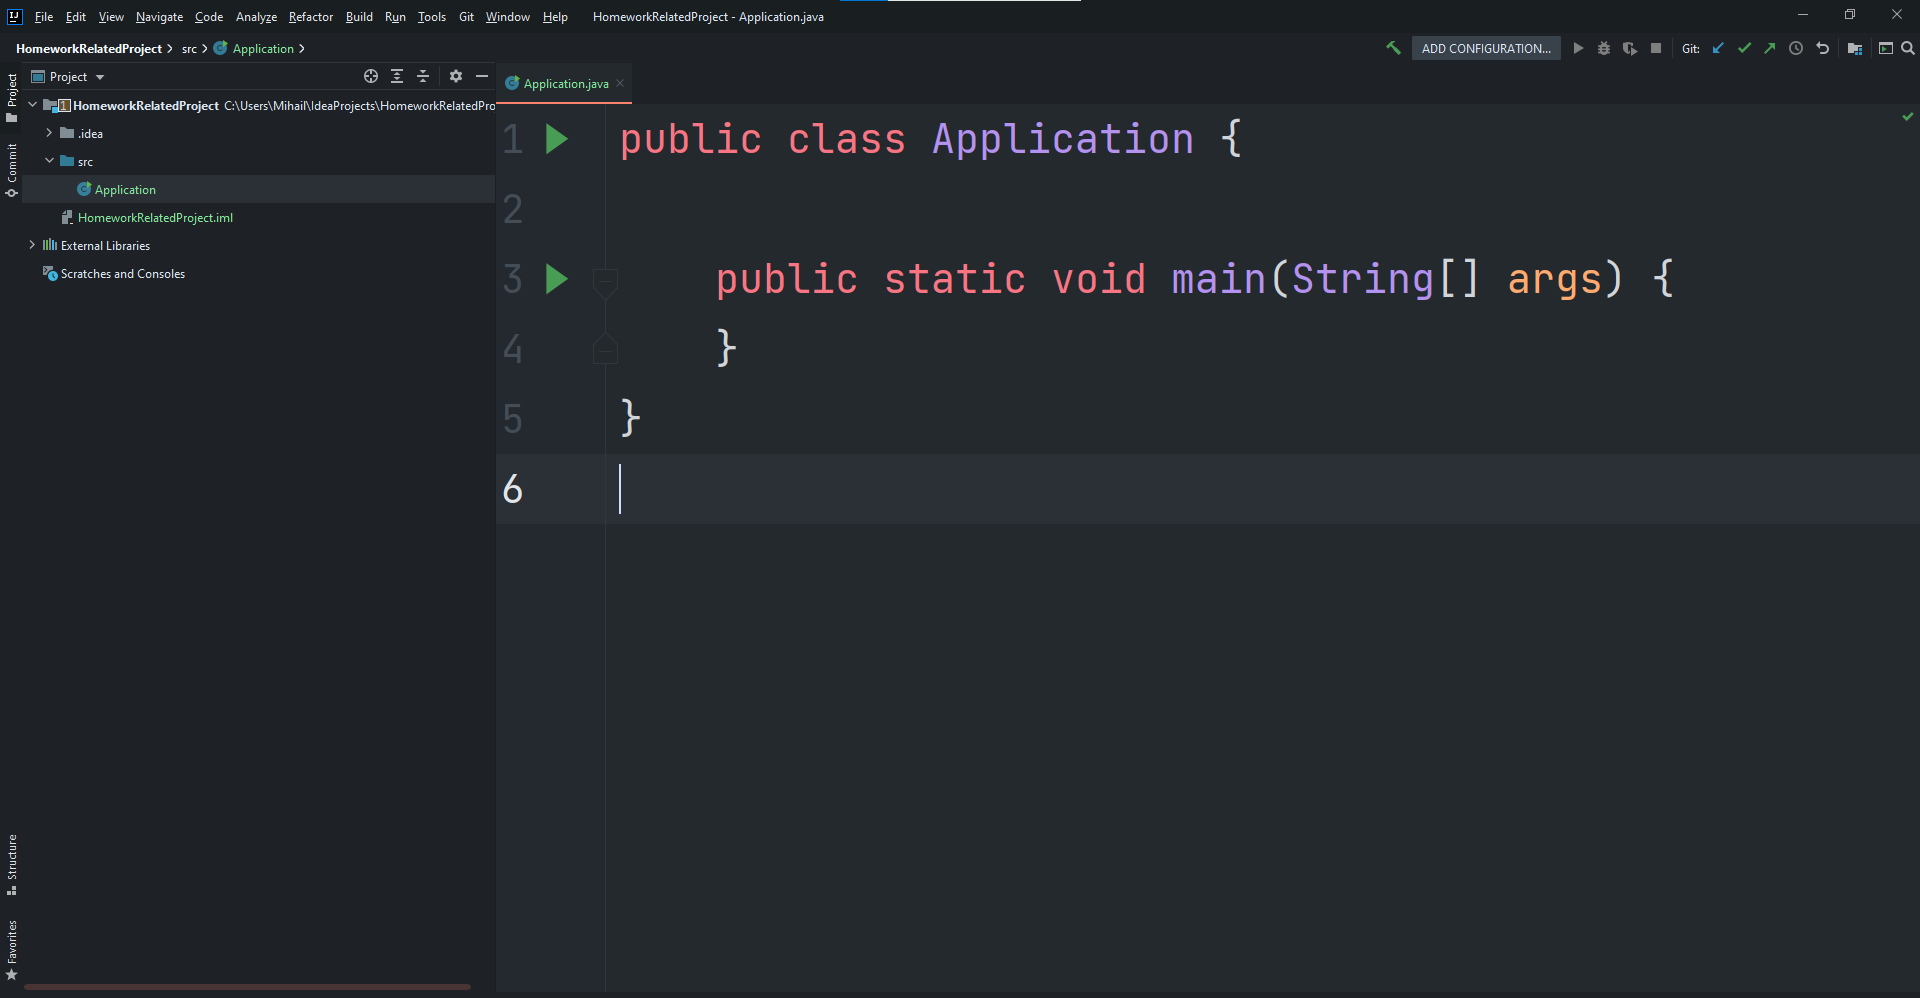 IJ File Edit View Navigate Code Analyze Refactor Build Run Tools Git Window Help HomeworkRelatedProject - Application.java
HomeworkRelatedProject src Application
ADD CONFIGURATION... Git:
Project
Project
Commit
Structure
Favorites
HomeworkRelatedProject C:\Users\Mihail\IdeaProjects\HomeworkRelatedPro
.idea
src
Application
HomeworkRelatedProject.iml
External Libraries
Scratches and Consoles
Application.java
1 public class Application {
2
3 public static void main(String[] args) {
4 }
5 }
6